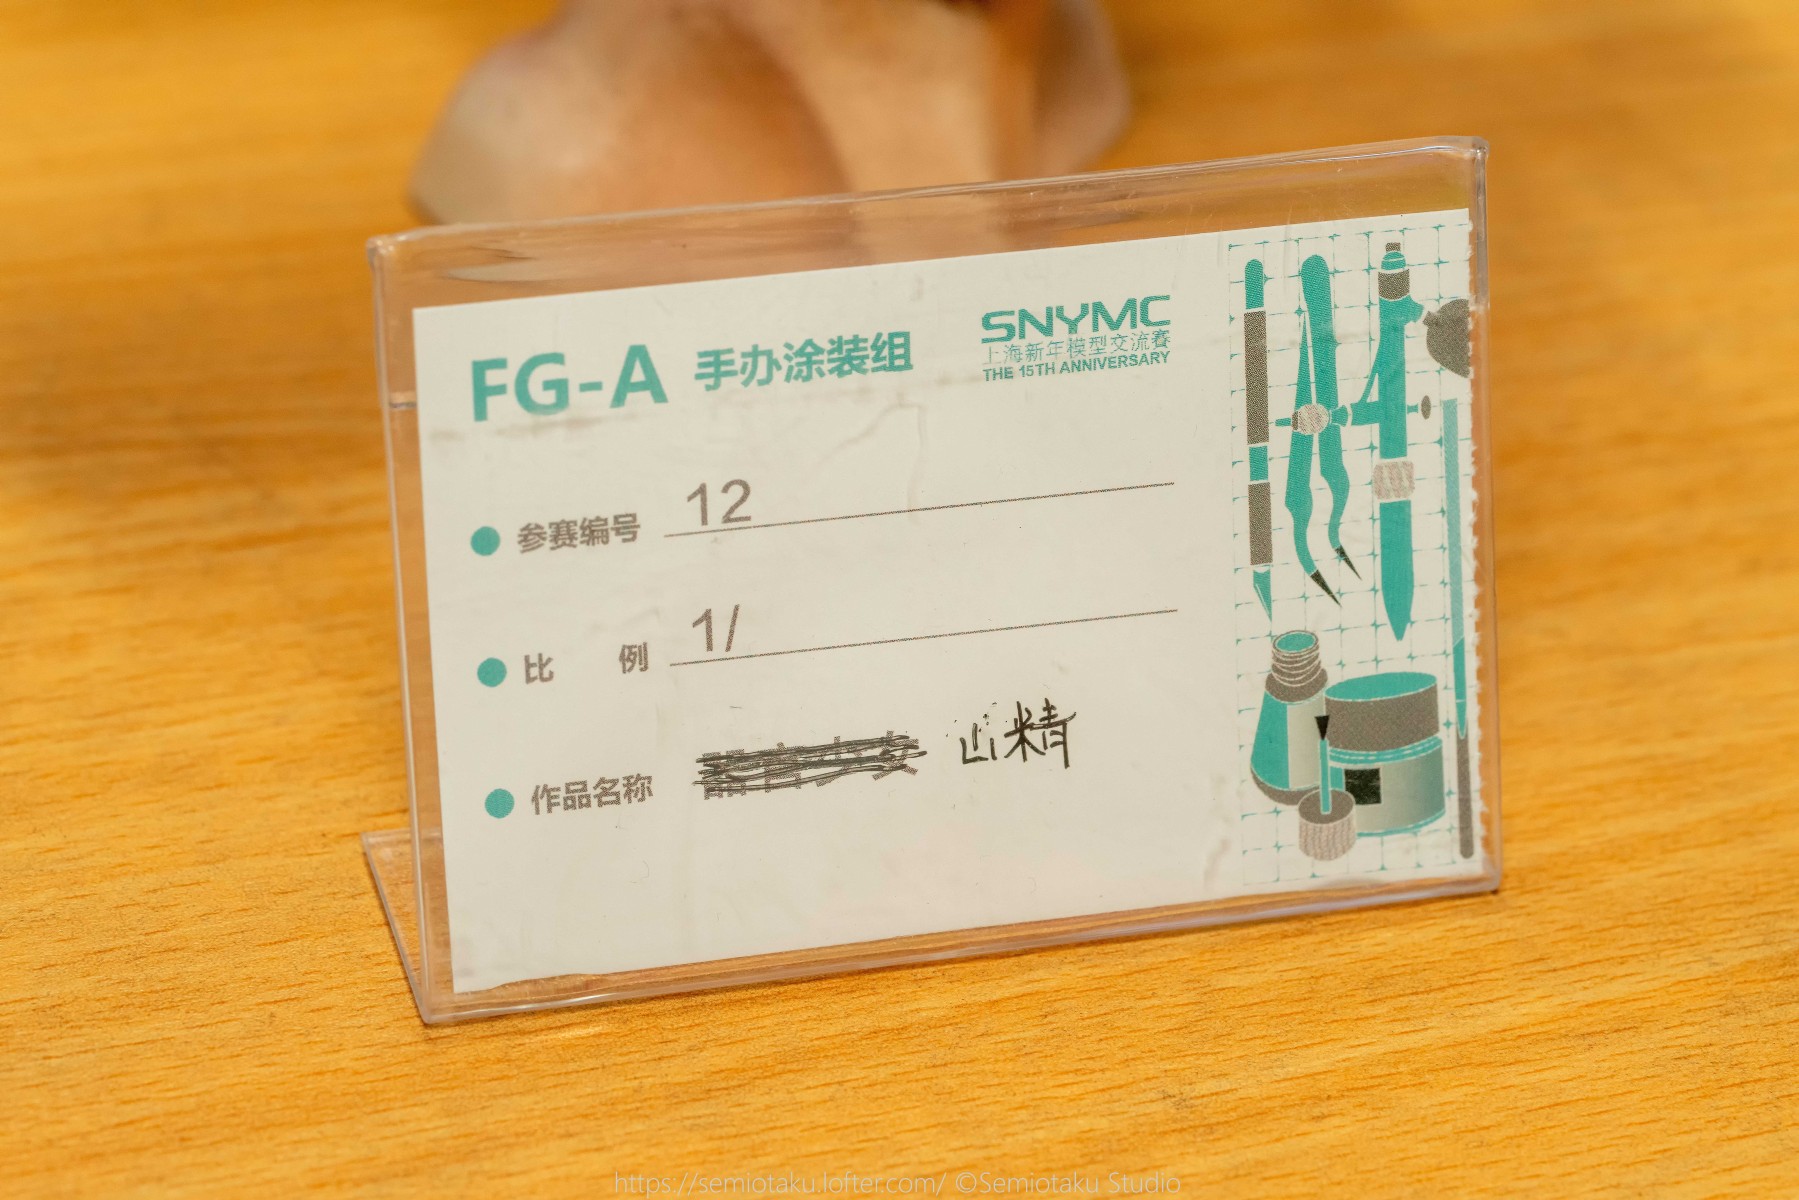 FG-A 手办涂装组
SNYMC
上海新年模型交流赛
THE 15TH ANNIVERSARY
参赛编号 12
比 例 1/
作品名称 山精
https://semiotaku.lofter.com/ ©Semiotaku Studio